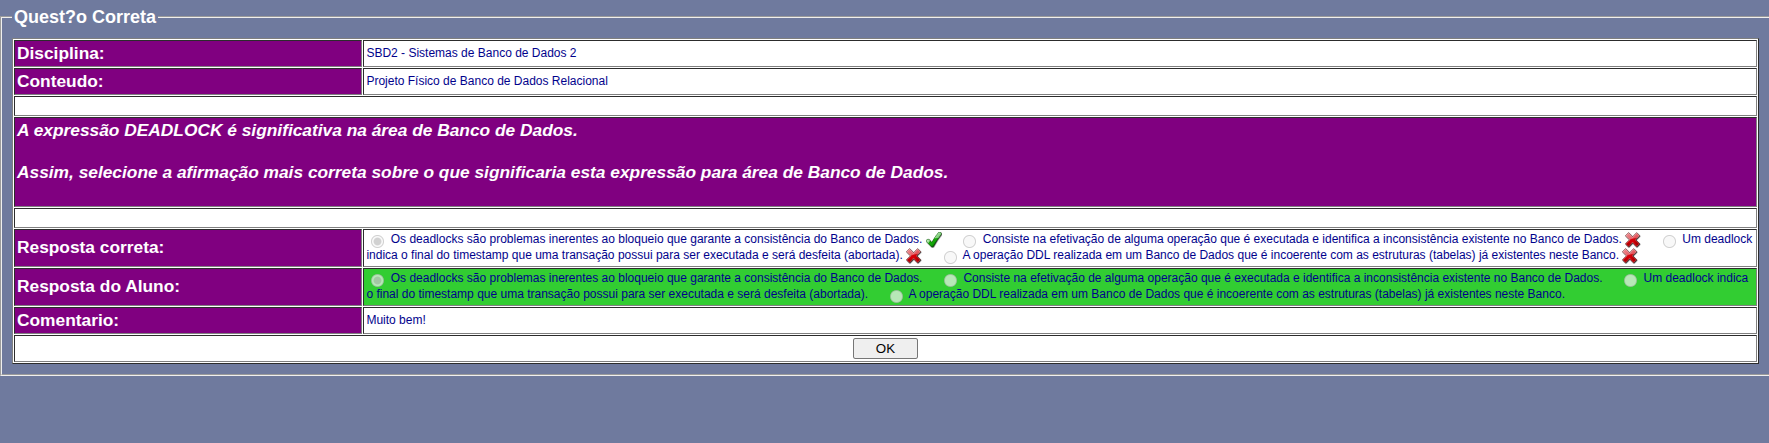 Quest?o Correta
Disciplina:
SBD2 - Sistemas de Banco de Dados 2
Conteudo:
Projeto Físico de Banco de Dados Relacional
A expressão DEADLOCK é significativa na área de Banco de Dados.
Assim, selecione a afirmação mais correta sobre o que significaria esta expressão para área de Banco de Dados.
Resposta correta:
Os deadlocks são problemas inerentes ao bloqueio que garante a consistência do Banco de Dados. Consiste na efetivação de alguma operação que é executada e identifica a inconsistência existente no Banco de Dados. Um deadlock
indica o final do timestamp que uma transação possui para ser executada e será desfeita (abortada). A operação DDL realizada em um Banco de Dados que é incoerente com as estruturas (tabelas) já existentes neste Banco.
Resposta do Aluno:
Os deadlocks são problemas inerentes ao bloqueio que garante a consistência do Banco de Dados. Consiste na efetivação de alguma operação que é executada e identifica a inconsistência existente no Banco de Dados. Um deadlock indica
o final do timestamp que uma transação possui para ser executada e será desfeita (abortada). A operação DDL realizada em um Banco de Dados que é incoerente com as estruturas (tabelas) já existentes neste Banco.
Comentario:
Muito bem!
OK